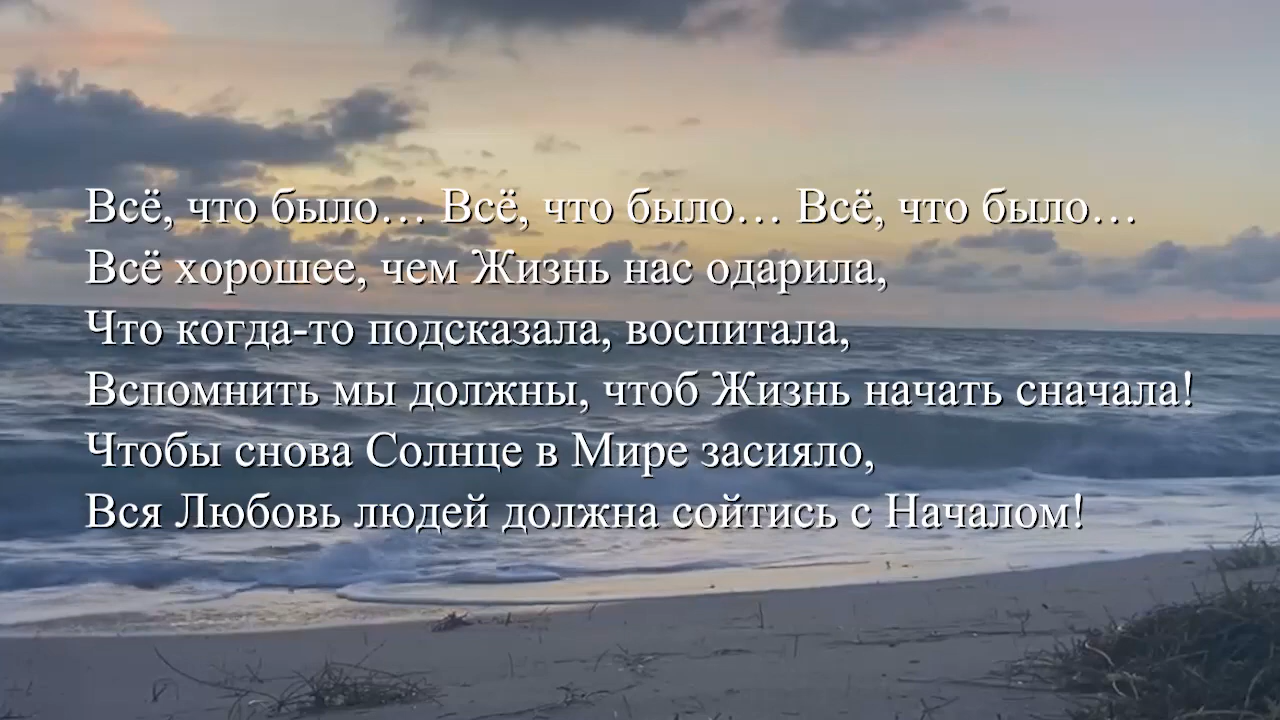 Всё, что было… Всё, что было… Всё, что было…
Всё хорошее, чем Жизнь нас одарила,
Что когда-то подсказала, воспитала,
Вспомнить мы должны, чтоб Жизнь начать сначала!
Чтобы снова Солнце в Мире засияло,
Вся Любовь людей должна сойтись с Началом!